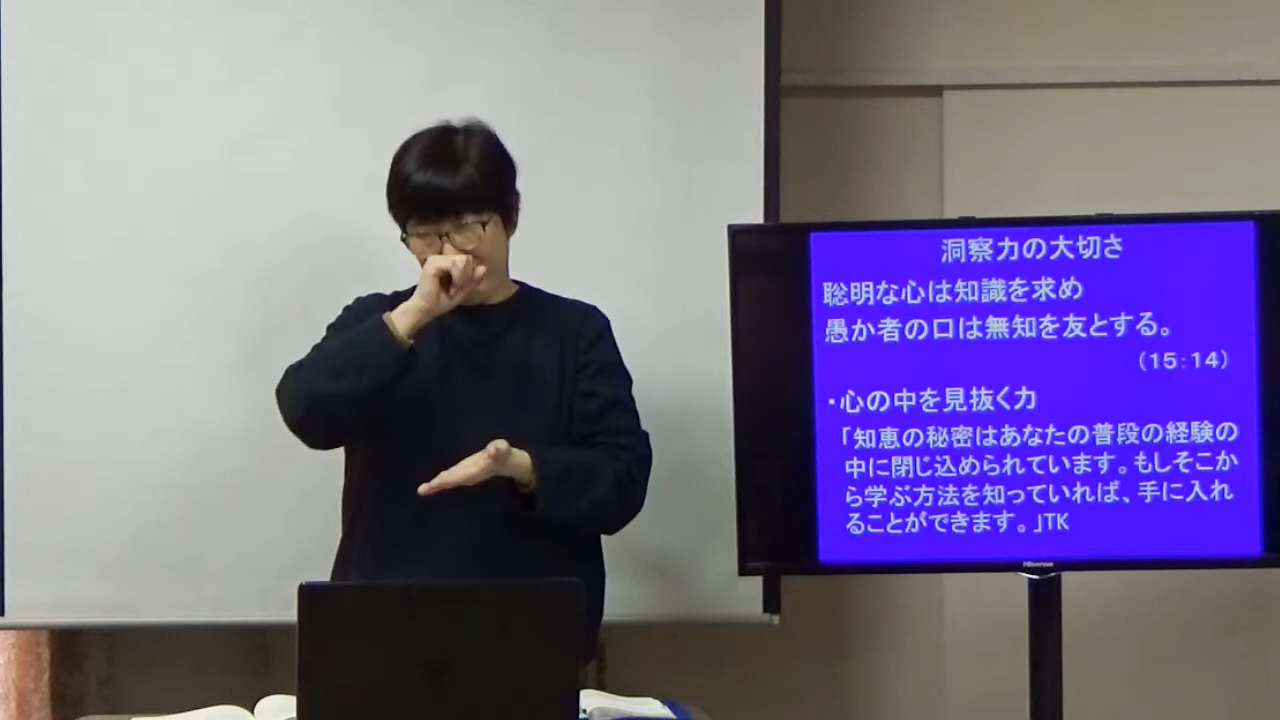 洞察力の大切さ
聡明な心は知識を求め
愚か者の口は無知を友とする。
（15：14）
・心の中を見抜く力
「知恵の秘密はあなたの普段の経験の
中に閉じ込められています。もしそこか
ら学ぶ方法を知っていれば、手に入れ
ることができます。」TK
Hisense